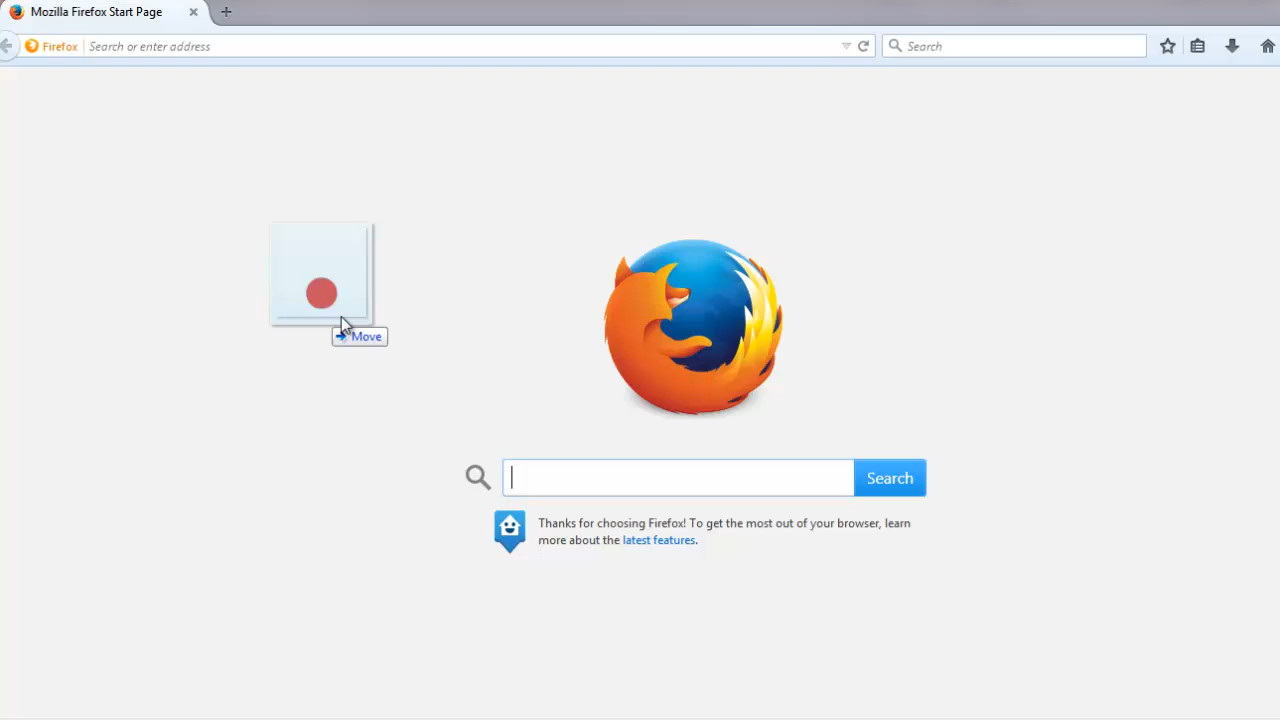 Mozilla Firefox Start Page
Firefox Search or enter address
Search
Move
Search
Thanks for choosing Firefox! To get the most out of your browser, learn
more about the latest features.